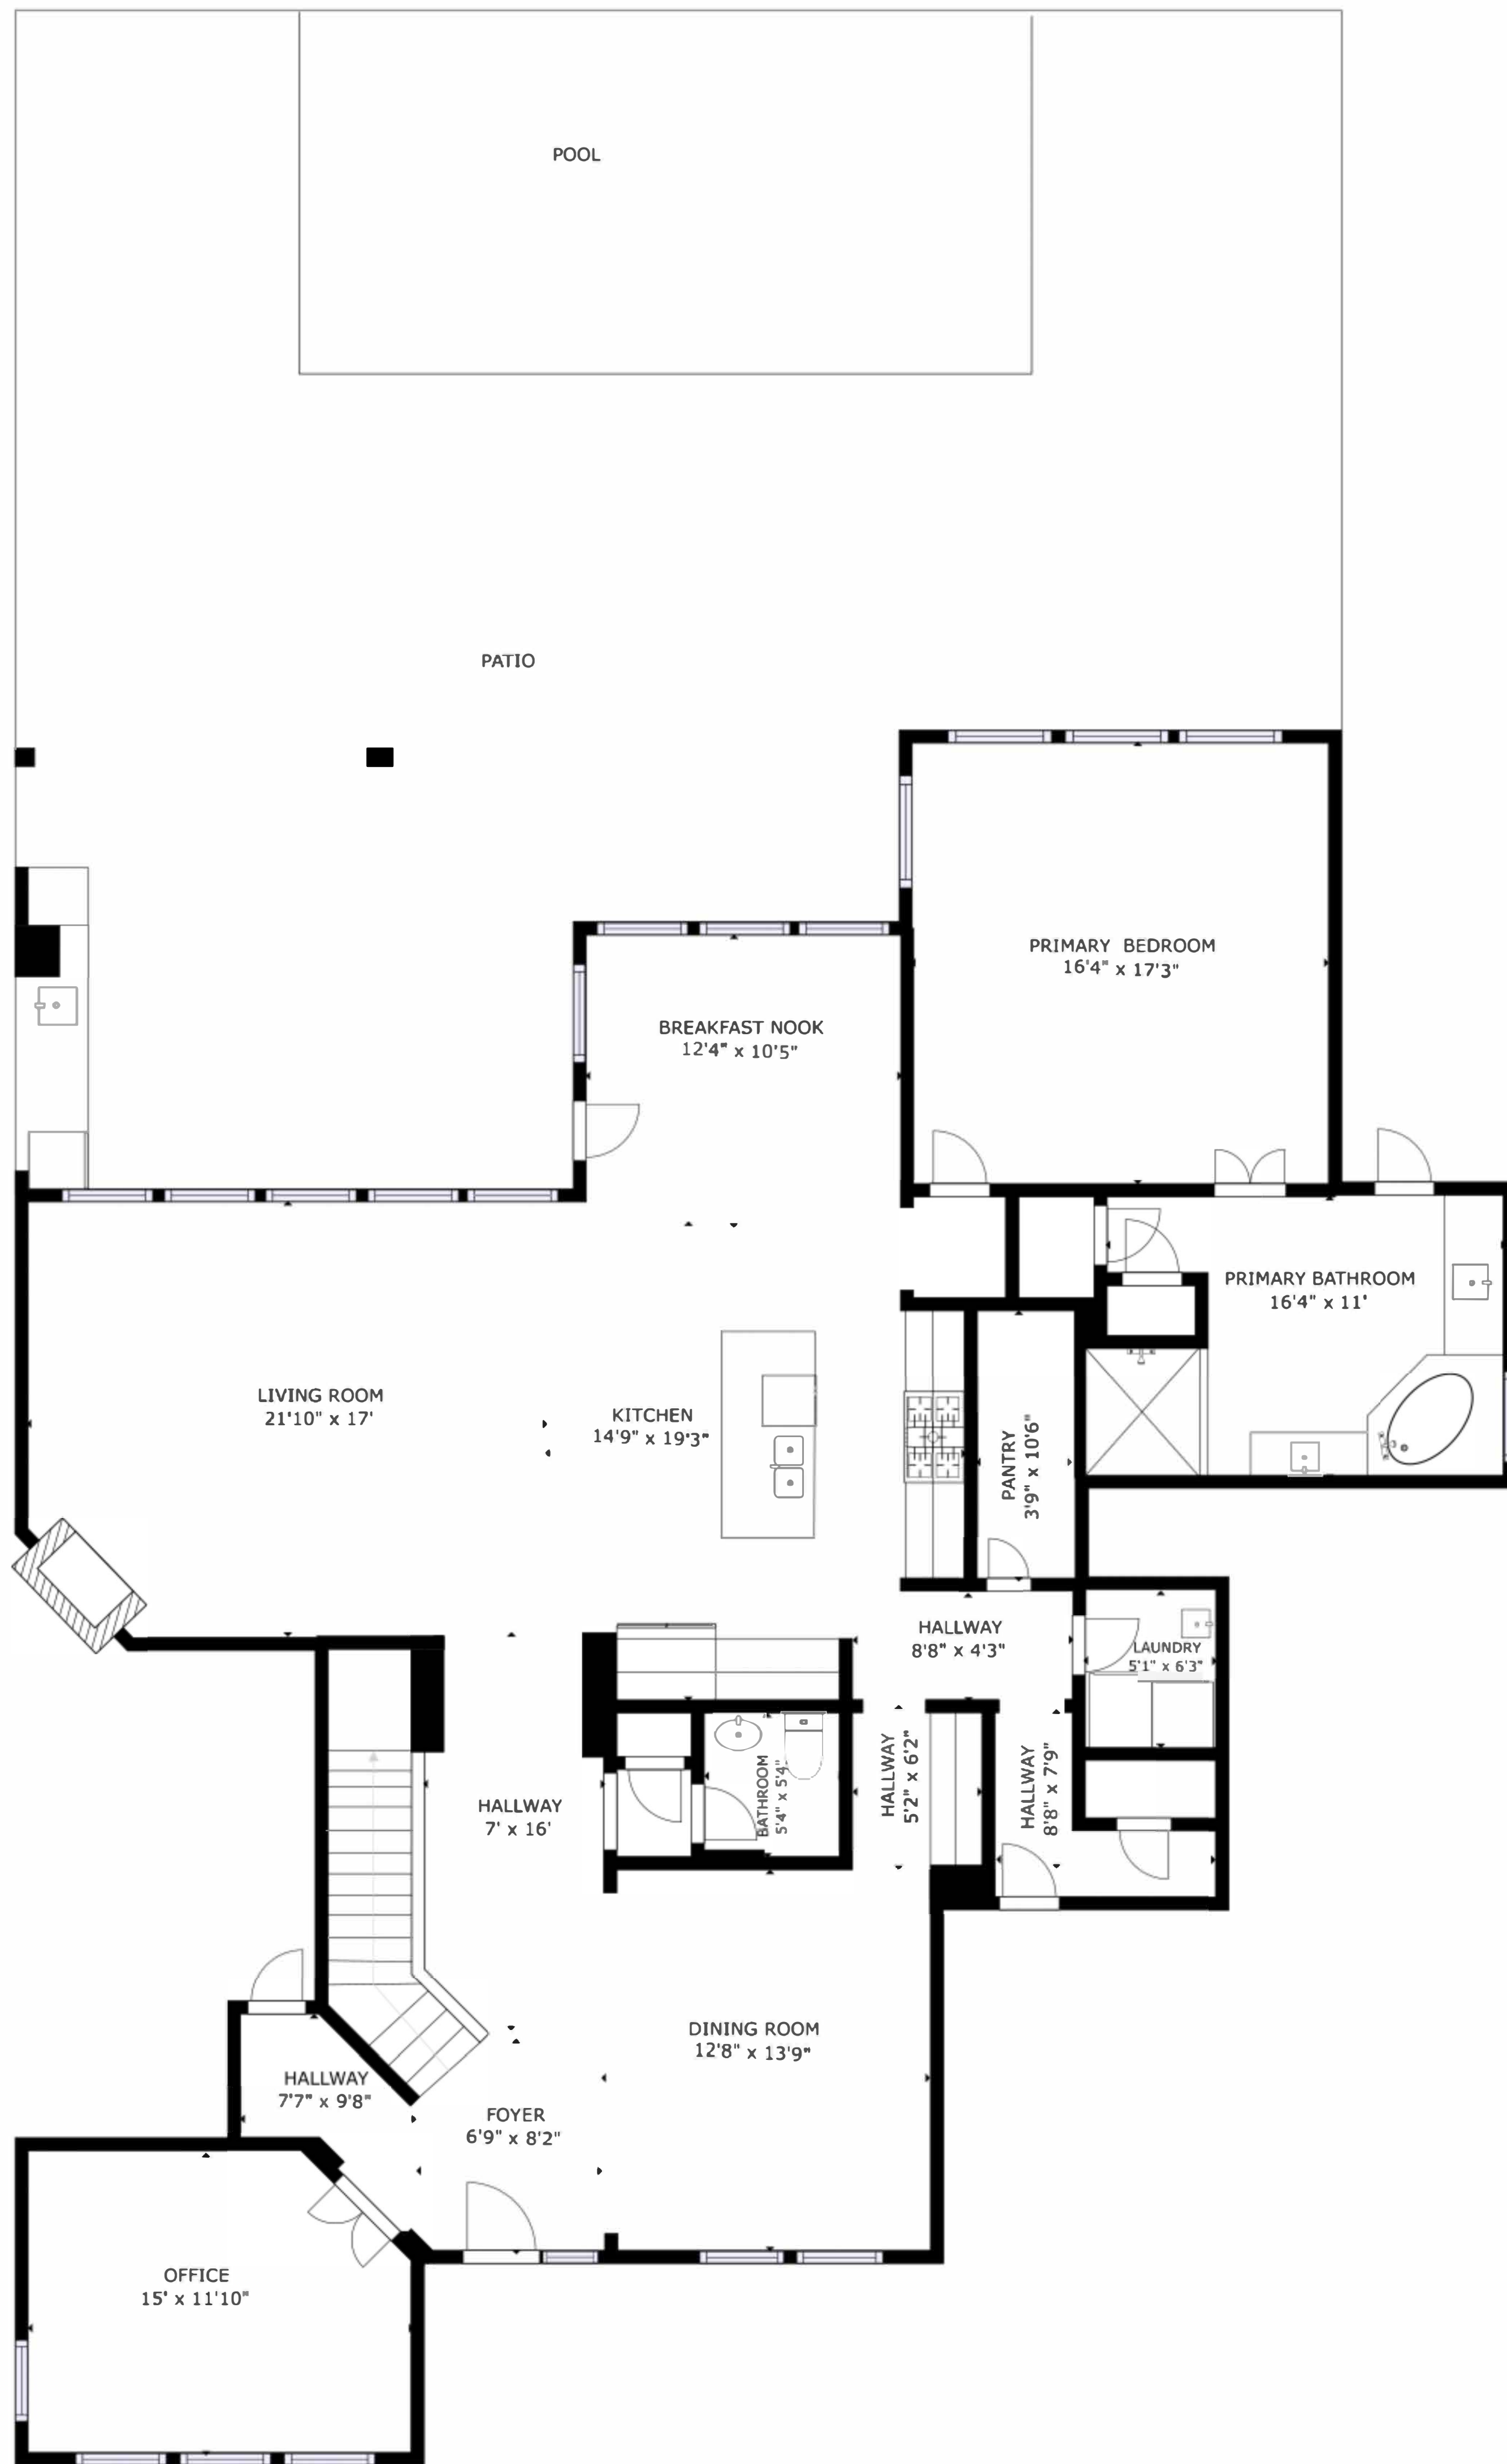 POOL
PATIO
PRIMARY BEDROOM
16'4" x 17'3"
BREAKFAST NOOK
12'4" x 10'5"
PRIMARY BATHROOM
16'4" x 11'
LIVING ROOM
21'10" x 17'
KITCHEN
14'9" x 19'3"
PANTRY
3'9" x 10'6"
HALLWAY
8'8" x 4'3"
LAUNDRY
5'1" x 6'3"
HALLWAY
7' x 16'
BATHROOM
5'4" x 5'4"
HALLWAY
5'2" x 6'2"
HALLWAY
8'8" x 7'9"
DINING ROOM
12'8" x 13'9"
HALLWAY
7'7" x 9'8"
FOYER
6'9" x 8'2"
OFFICE
15' x 11'10"